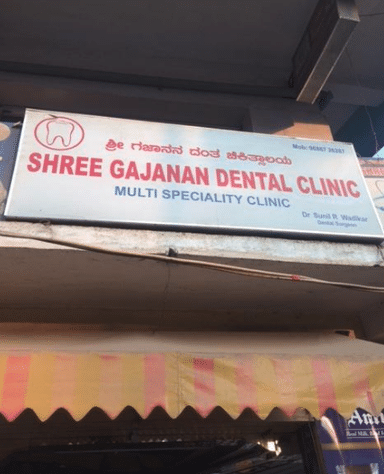 ಶ್ರೀ ಗಜಾನನ ದಂತ ಚಿಕಿತ್ಸಾಲಯ
SHREE GAJANAN DENTAL CLINIC
MULTI SPECIALITY CLINIC
Dr Sunil R. Wadikar
Dental Surgeon